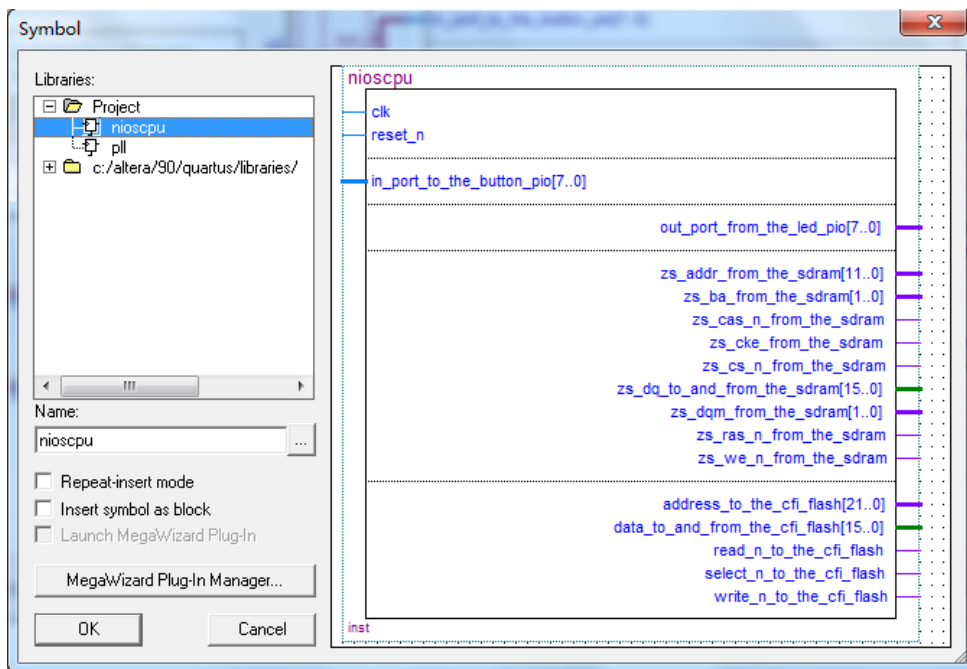 Symbol
Libraries:
Project
nioscpu
pll
c:/altera/90/quartus/libraries/
Name:
nioscpu
...
Repeat-insert mode
Insert symbol as block
Launch MegaWizard Plug-In
MegaWizard Plug-In Manager...
OK
Cancel
nioscpu
clk
reset_n
in_port_to_the_button_pio[7..0]
out_port_from_the_led_pio[7..0]
zs_addr_from_the_sdram[11..0]
zs_ba_from_the_sdram[1..0]
zs_cas_n_from_the_sdram
zs_cke_from_the_sdram
zs_cs_n_from_the_sdram
zs_dq_to_and_from_the_sdram[15..0]
zs_dqm_from_the_sdram[1..0]
zs_ras_n_from_the_sdram
zs_we_n_from_the_sdram
address_to_the_cfi_flash[21..0]
data_to_and_from_the_cfi_flash[15..0]
read_n_to_the_cfi_flash
select_n_to_the_cfi_flash
write_n_to_the_cfi_flash
inst